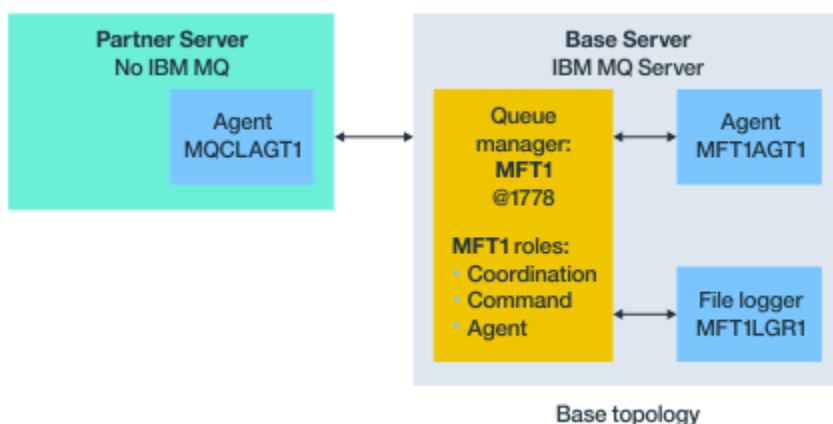 Partner Server
No IBM MQ
Agent
MQCLAGT1
Base Server
IBM MQ Server
Queue
manager:
MFT1
@1778
MFT1 roles:
• Coordination
• Command
• Agent
Agent
MFT1AGT1
File logger
MFT1LGR1
Base topology